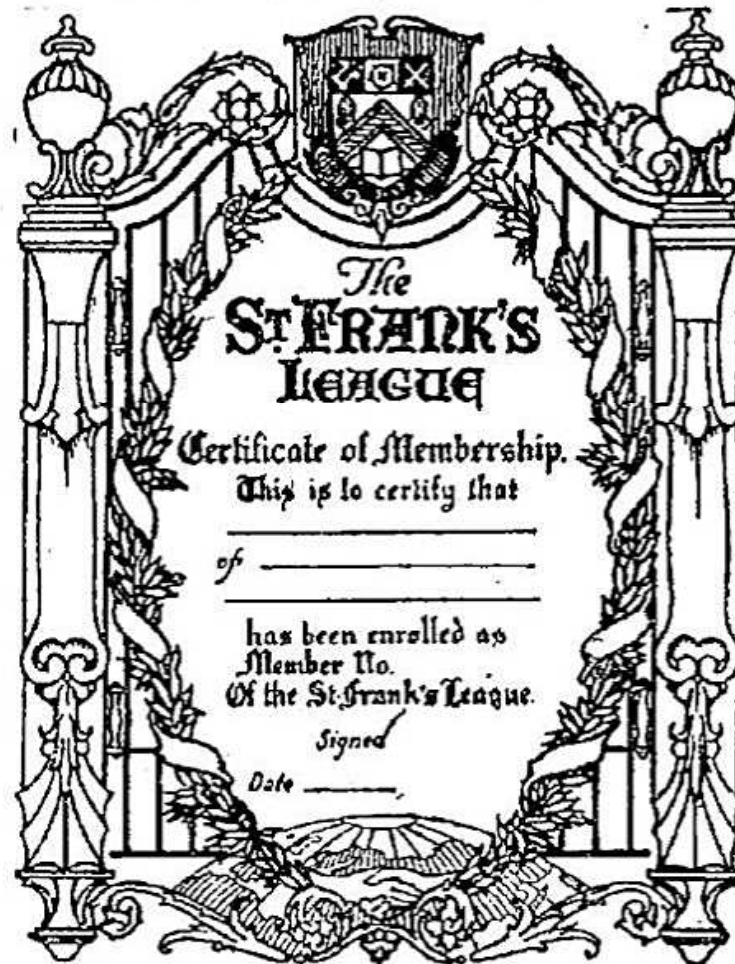 The
ST. FRANK'S
LEAGUE
Certificate of Membership.
This is to certify that
of
has been enrolled as
Member No.
Of the St. Frank's League.
Signed
Date